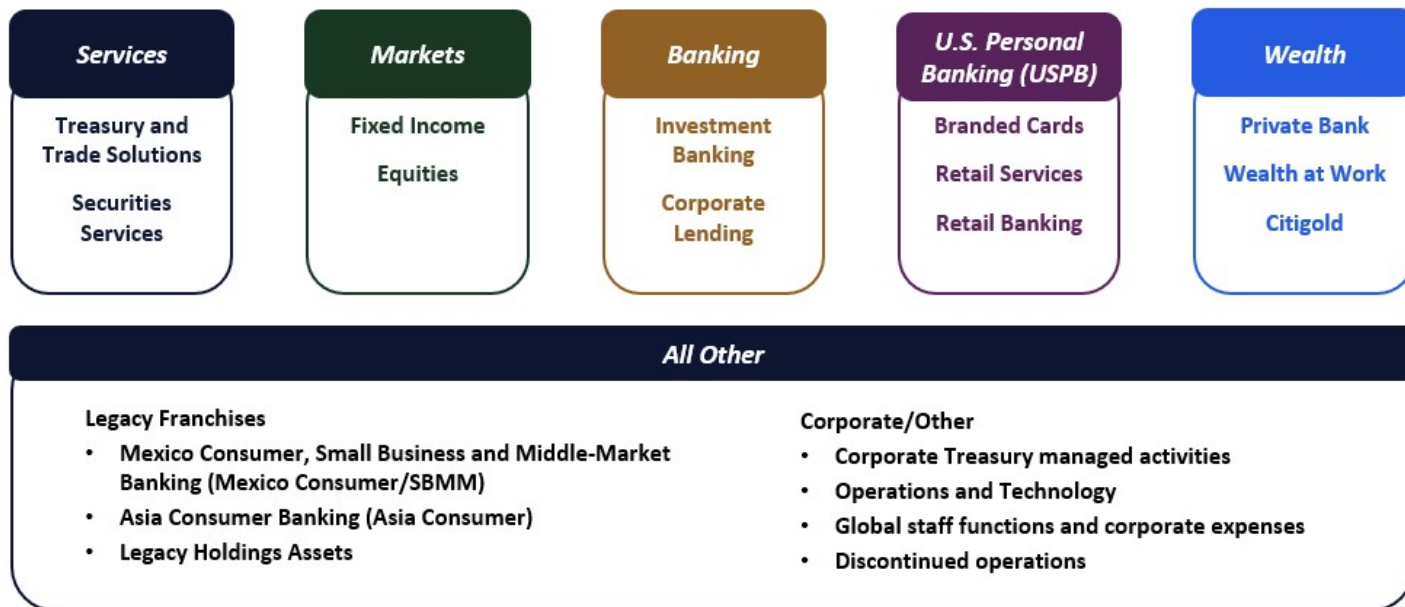 Services
Treasury and
Trade Solutions
Securities
Services
Markets
Fixed Income
Equities
Banking
Investment
Banking
Corporate
Lending
U.S. Personal
Banking (USPB)
Branded Cards
Retail Services
Retail Banking
Wealth
Private Bank
Wealth at Work
Citigold
All Other
Legacy Franchises
• Mexico Consumer, Small Business and Middle-Market
Banking (Mexico Consumer/SBMM)
• Asia Consumer Banking (Asia Consumer)
• Legacy Holdings Assets
Corporate/Other
• Corporate Treasury managed activities
• Operations and Technology
• Global staff functions and corporate expenses
• Discontinued operations